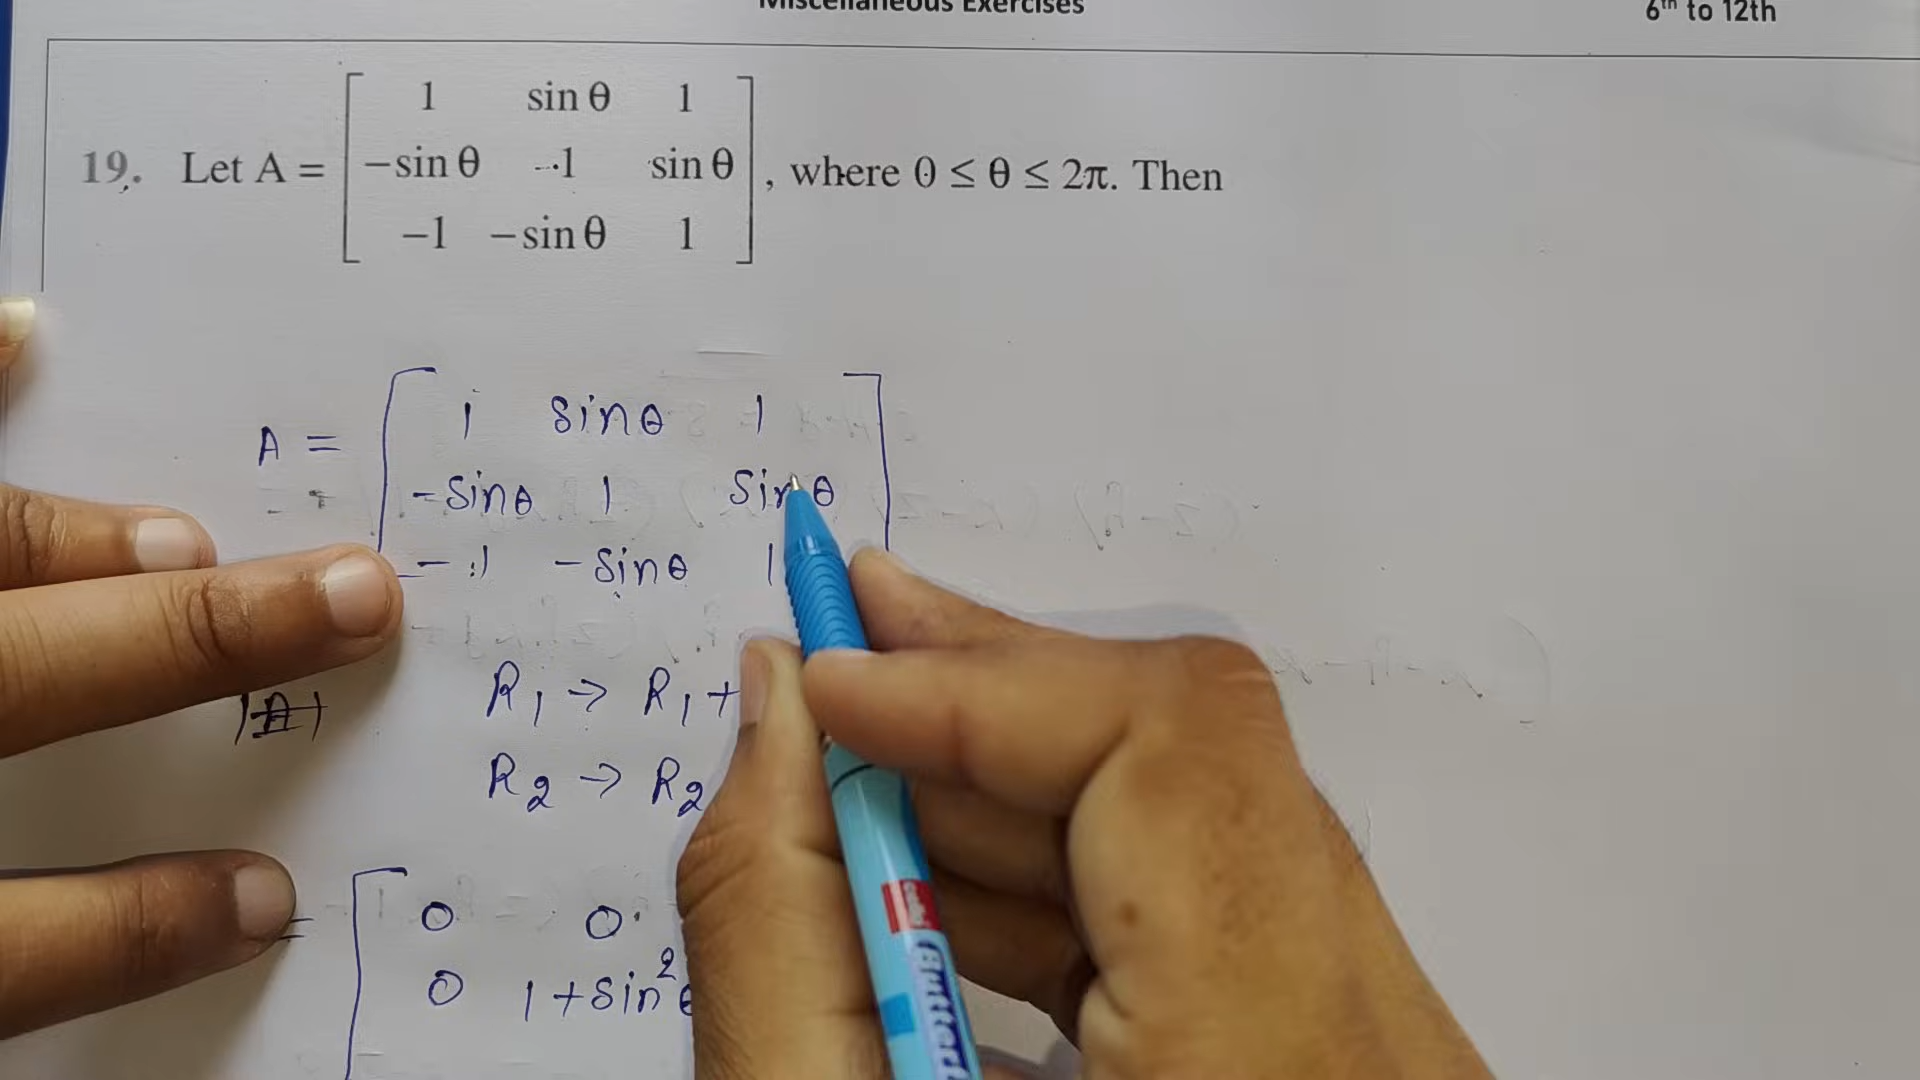 Miscellaneous Exercises
6th to 12th
19. Let A = [ 1 sin θ 1
−sin θ 1 sin θ
−1 −sin θ 1 ] , where 0 ≤ θ ≤ 2π. Then
A = [ 1 sinθ 1
-sinθ 1 sinθ
-1 -sinθ 1
R₁ → R₁ +
|A|
R₂ → R₂
= [ 0 0
0 1+sin²θ